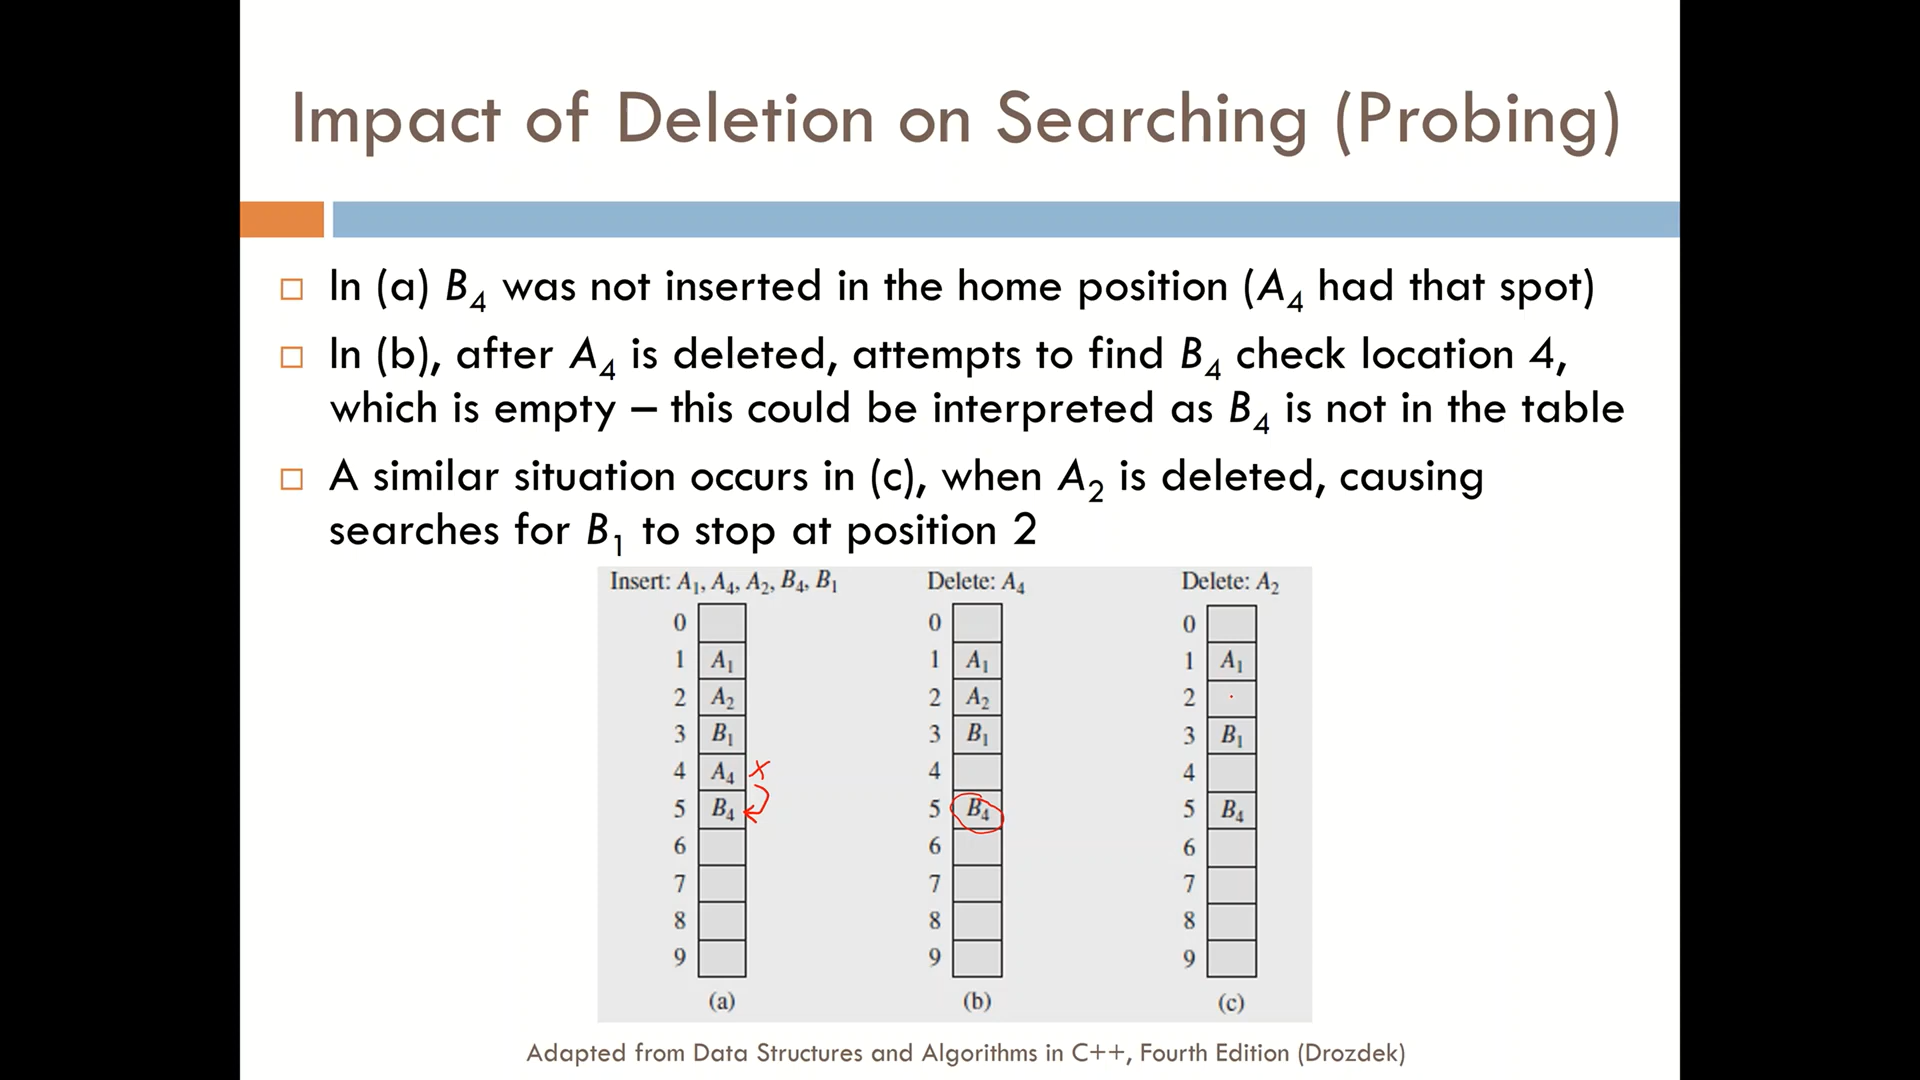 Impact of Deletion on Searching (Probing)
In (a) B4 was not inserted in the home position (A4 had that spot)
In (b), after A4 is deleted, attempts to find B4 check location 4,
which is empty – this could be interpreted as B4 is not in the table
A similar situation occurs in (c), when A2 is deleted, causing
searches for B1 to stop at position 2
Insert: A1, A4, A2, B4, B1
0
1 A1
2 A2
3 B1
4 A4 x
5 B4
6
7
8
9
(a)
Delete: A4
0
1 A1
2 A2
3 B1
4
5 B4
6
7
8
9
(b)
Delete: A2
0
1 A1
2
3 B1
4
5 B4
6
7
8
9
(c)
Adapted from Data Structures and Algorithms in C++, Fourth Edition (Drozdek)